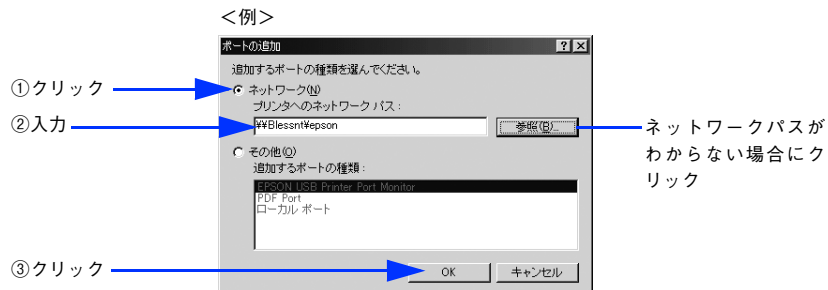 ＜例＞
ポートの追加
追加するポートの種類を選んでください。
①クリック
ネットワーク(N)
プリンタへのネットワーク パス：
②入力
¥¥Blessnt¥epson
参照(B)...
ネットワークパスが
わからない場合にク
リック
その他(O)
追加するポートの種類：
EPSON USB Printer Port Monitor
PDF Port
ローカル ポート
③クリック
OK
キャンセル